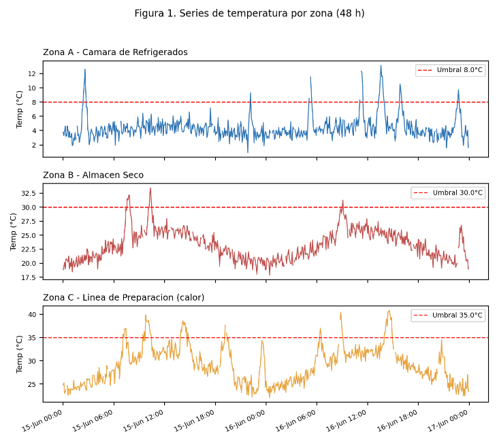 Figura 1. Series de temperatura por zona (48 h)
Zona A - Camara de Refrigerados
Umbral 8.0°C
12
10
8
6
4
2
Temp (°C)
Zona B - Almacen Seco
Umbral 30.0°C
32.5
30.0
27.5
25.0
22.5
20.0
17.5
Temp (°C)
Zona C - Linea de Preparacion (calor)
Umbral 35.0°C
40
35
30
25
Temp (°C)
15-Jun 00:00
15-Jun 06:00
15-Jun 12:00
15-Jun 18:00
16-Jun 00:00
16-Jun 06:00
16-Jun 12:00
16-Jun 18:00
17-Jun 00:00